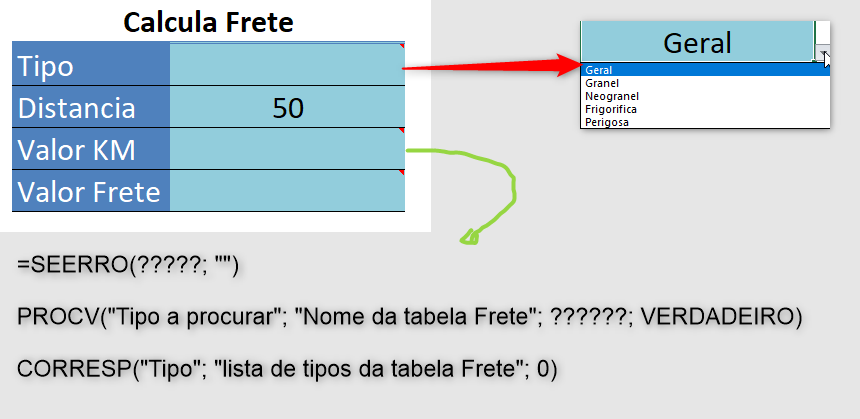 Calcula Frete
Tipo
Distancia 50
Valor KM
Valor Frete
Geral
Geral
Granel
Neogranel
Frigorifica
Perigosa
=SEERRO(?????; "")
PROCV("Tipo a procurar"; "Nome da tabela Frete"; ??????; VERDADEIRO)
CORRESP("Tipo"; "lista de tipos da tabela Frete"; 0)